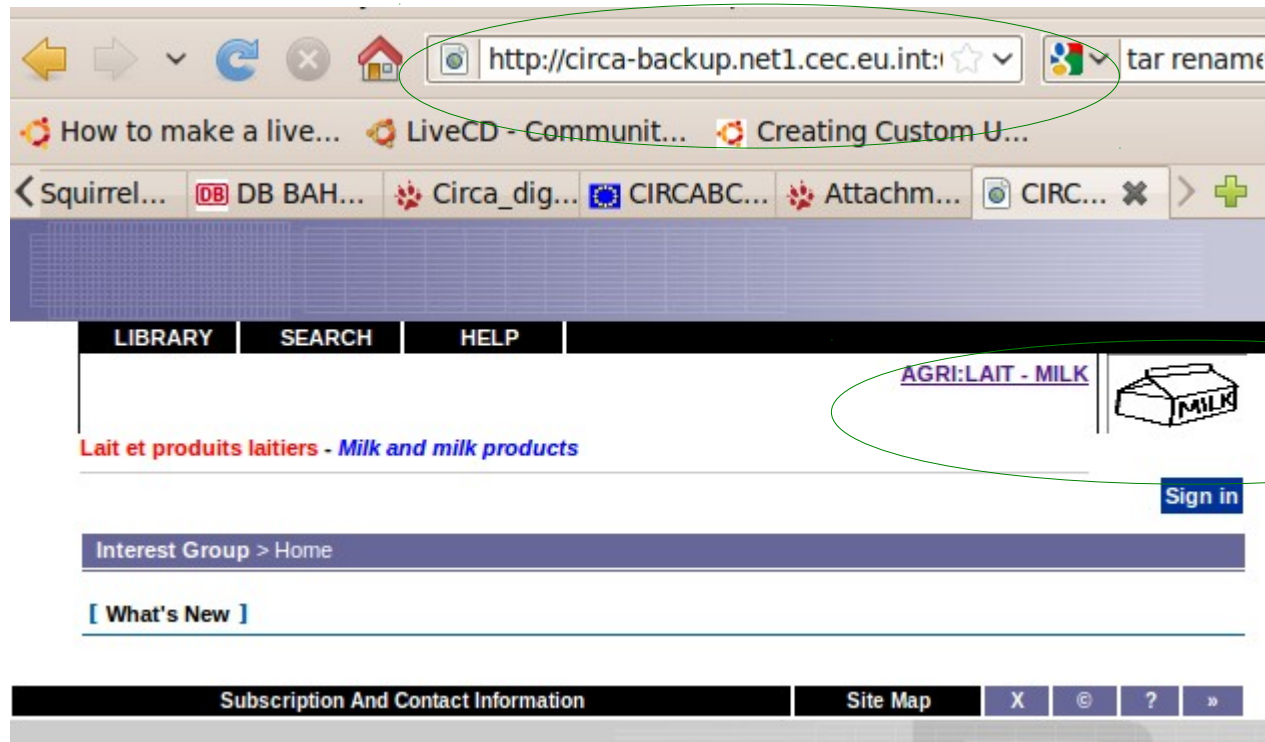 http://circa-backup.net1.cec.eu.int: tar rename
How to make a live... LiveCD - Communit... Creating Custom U...
Squirrel... DB DB BAH... Circa_dig... CIRCABC... Attachm... CIRC...
LIBRARY SEARCH HELP
AGRI:LAIT - MILK MILK
Lait et produits laitiers - Milk and milk products
Sign in
Interest Group > Home
[ What's New ]
Subscription And Contact Information Site Map X © ? »